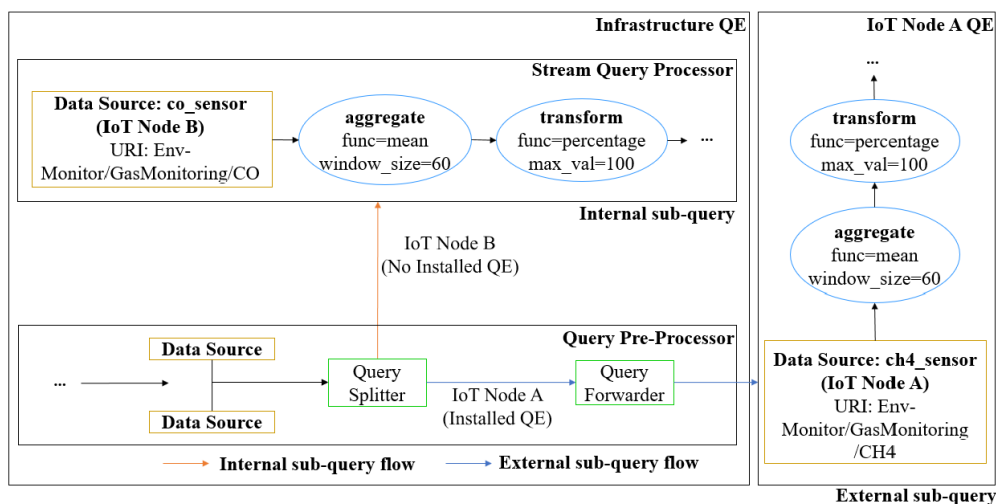 Infrastructure QE
Stream Query Processor
Data Source: co_sensor
(IoT Node B)
URI: Env-
Monitor/GasMonitoring/CO
aggregate
func=mean
window_size=60
transform
func=percentage
max_val=100
...
Internal sub-query
IoT Node B
(No Installed QE)
Query Pre-Processor
...
Data Source
Data Source
Query
Splitter
IoT Node A
(Installed QE)
Query
Forwarder
Internal sub-query flow
External sub-query flow
IoT Node A QE
...
transform
func=percentage
max_val=100
aggregate
func=mean
window_size=60
Data Source: ch4_sensor
(IoT Node A)
URI: Env-
Monitor/GasMonitoring
/CH4
External sub-query